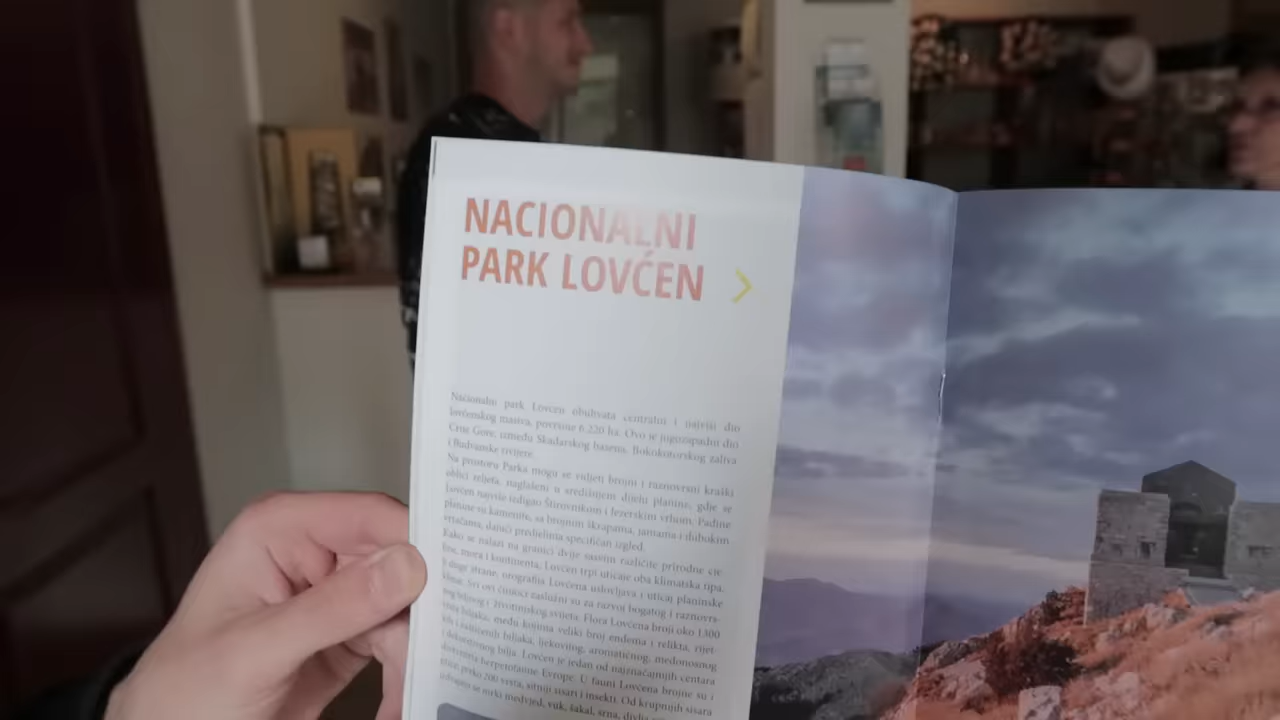 NACIONALNI
PARK LOVĆEN
Nacionalni park Lovćen obuhvata centralni i najviši dio
lovćenskog masiva, površine 6.220 ha. Ovo je jugozapadni dio
Crne Gore, između Skadarskog basena, Bokokotorskog zaliva
i Budvanske rivijere.
Na prostoru Parka mogu se vidjeti brojni i raznovrsni kraški
oblici reljefa, naglašeni u središnjem dijelu planine, gdje se
Lovćen najviše izdigao Štirovnikom i Jezerskim vrhom. Padine
planine su kamenite, sa brojnim škrapama, jamama i dubokim
vrtačama, dajući predjelima specifičan izgled.
Kako se nalazi na granici dvije sasvim različite prirodne cje
line, mora i kontinenta, Lovćen trpi uticaje oba klimatska tipa.
druge strane, orografija Lovćena uslovljava i uticaj planinske
klime. Svi ovi činioci zaslužni su za razvoj bogatog i raznovrs-
nog biljnog i životinjskog svijeta. Flora Lovćena broji oko 1300
vrsta biljaka, među kojima veliki broj endema i relikta, rijet-
kih i zaštićenih biljaka, ljekovitog, aromatičnog, medonosnog
i dekorativnog bilja. Lovćen je jedan od najznačajnijih centara
herpetofaune Evrope. U fauni Lovćena brojne su i
ptice, preko 200 vrsta, sitniji sisari i insekti. Od krupnijih sisara
izdvajaju se mrki medvjed, vuk, šakal, srna, divlja